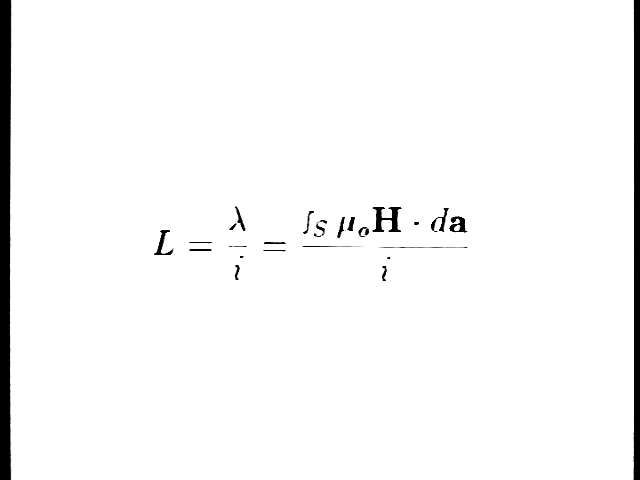 L = λ/i = ∫_S μ_o H · da / i